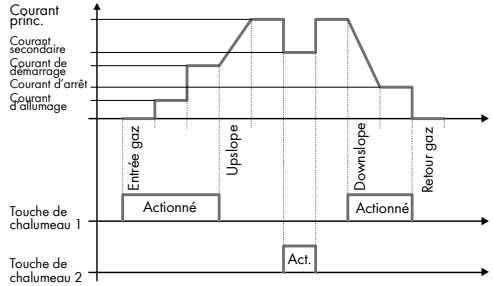 Courant
princ.
Courant
secondaire
Courant de
démarrage
Courant d'arrêt
Courant
d'allumage
Entrée gaz
Upslope
Downslope
Retour gaz
Touche de
chalumeau 1
Actionné
Actionné
Touche de
chalumeau 2
Act.